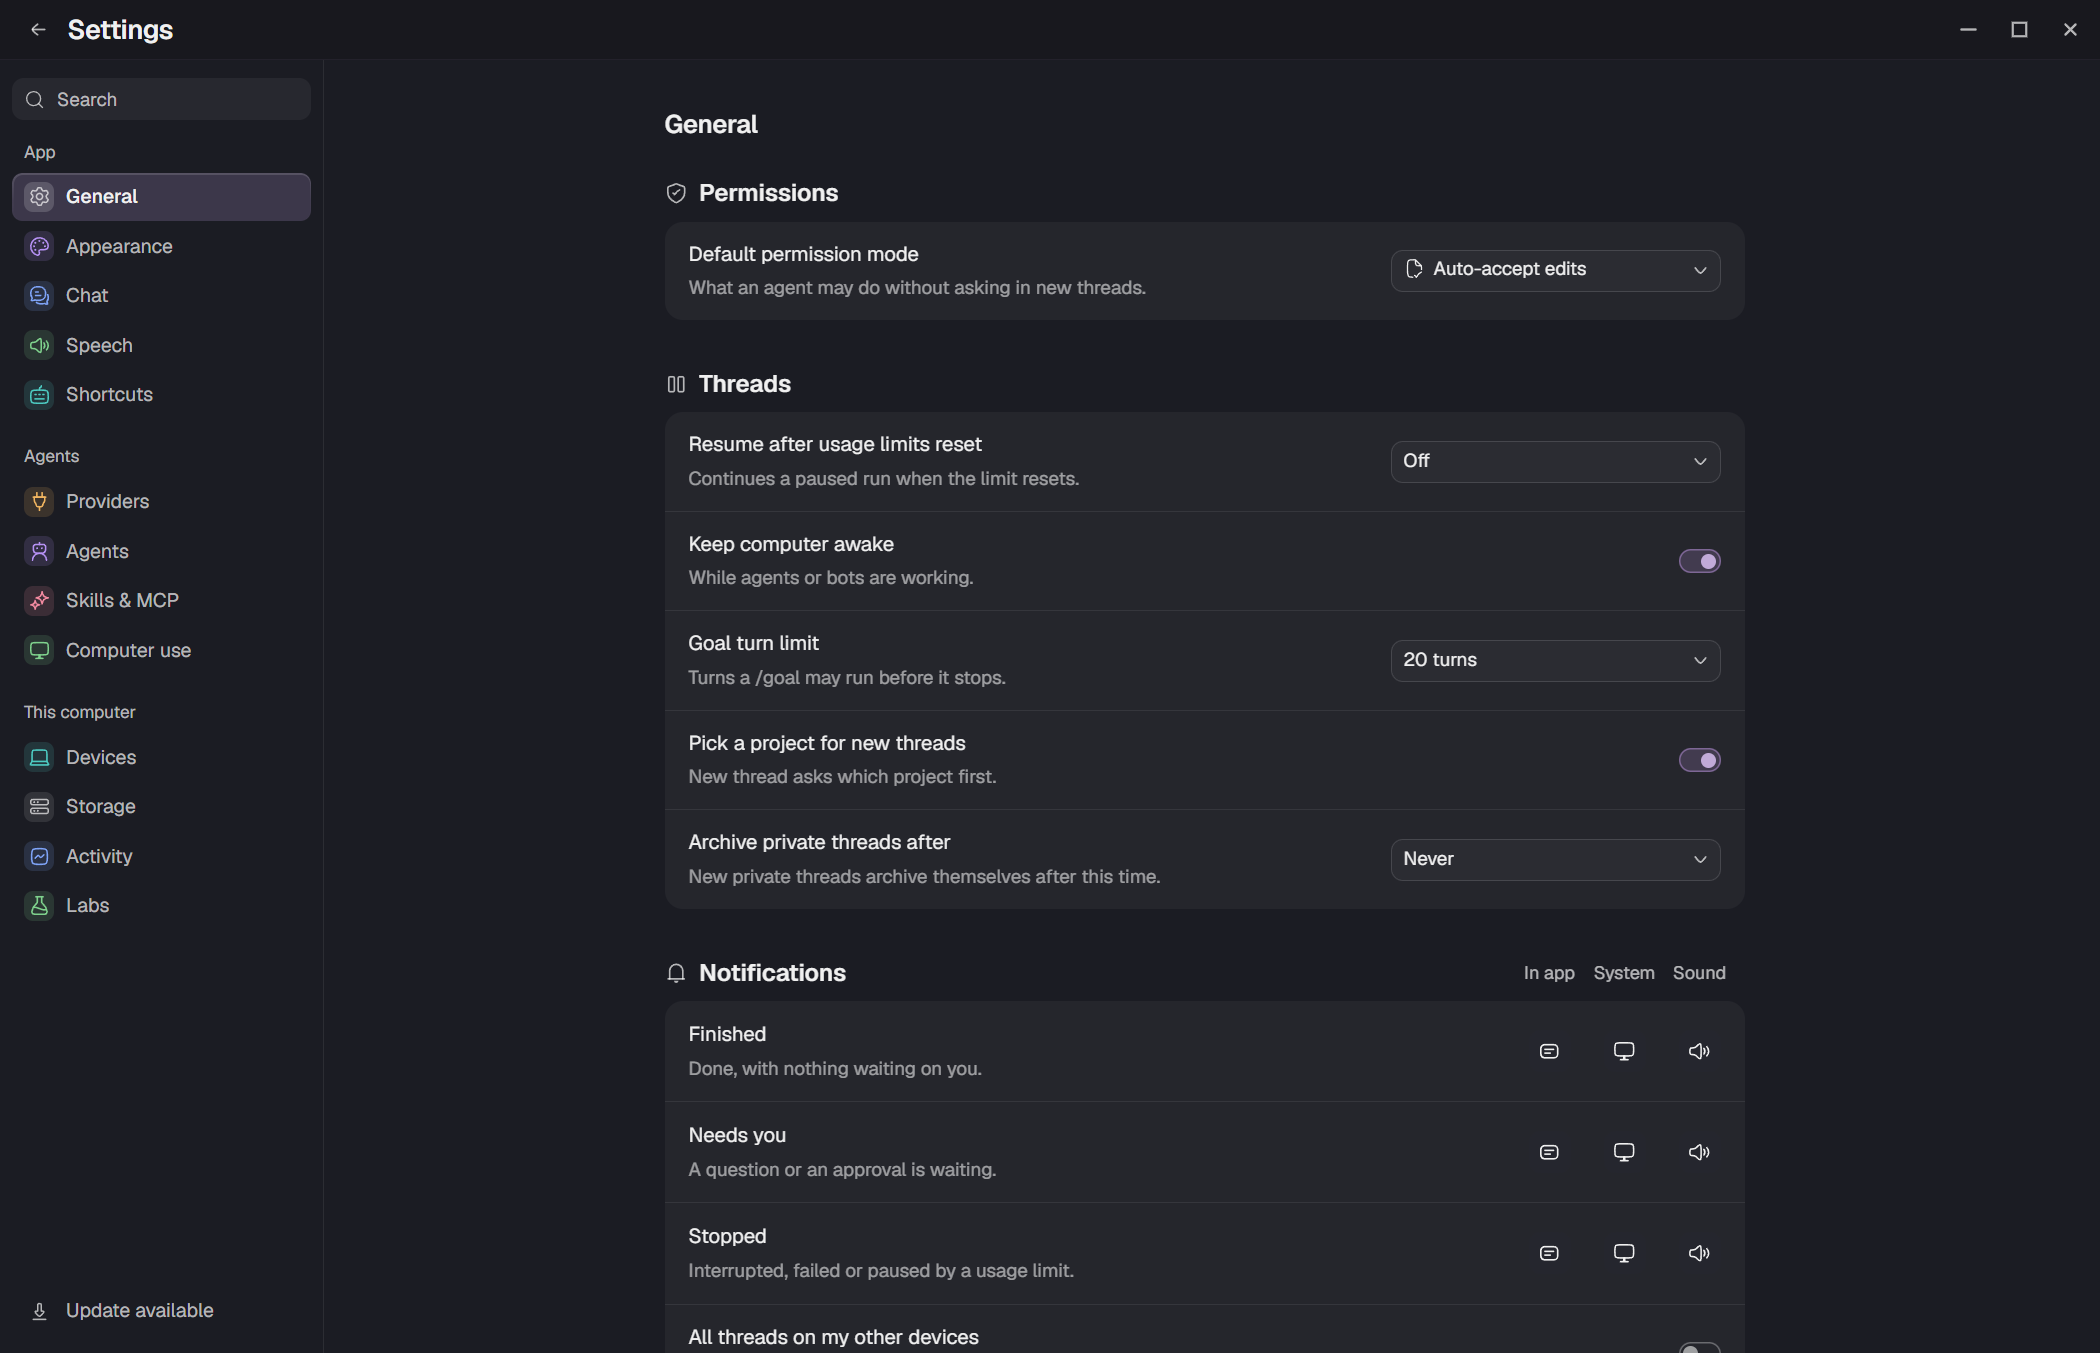 Settings
Search
App
General
Appearance
Chat
Speech
Shortcuts
Agents
Providers
Agents
Skills & MCP
Computer use
This computer
Devices
Storage
Activity
Labs
Update available
General
Permissions
Default permission mode
What an agent may do without asking in new threads.
Auto-accept edits
Threads
Resume after usage limits reset
Continues a paused run when the limit resets.
Off
Keep computer awake
While agents or bots are working.
Goal turn limit
Turns a /goal may run before it stops.
20 turns
Pick a project for new threads
New thread asks which project first.
Archive private threads after
New private threads archive themselves after this time.
Never
Notifications
In app System Sound
Finished
Done, with nothing waiting on you.
Needs you
A question or an approval is waiting.
Stopped
Interrupted, failed or paused by a usage limit.
All threads on my other devices